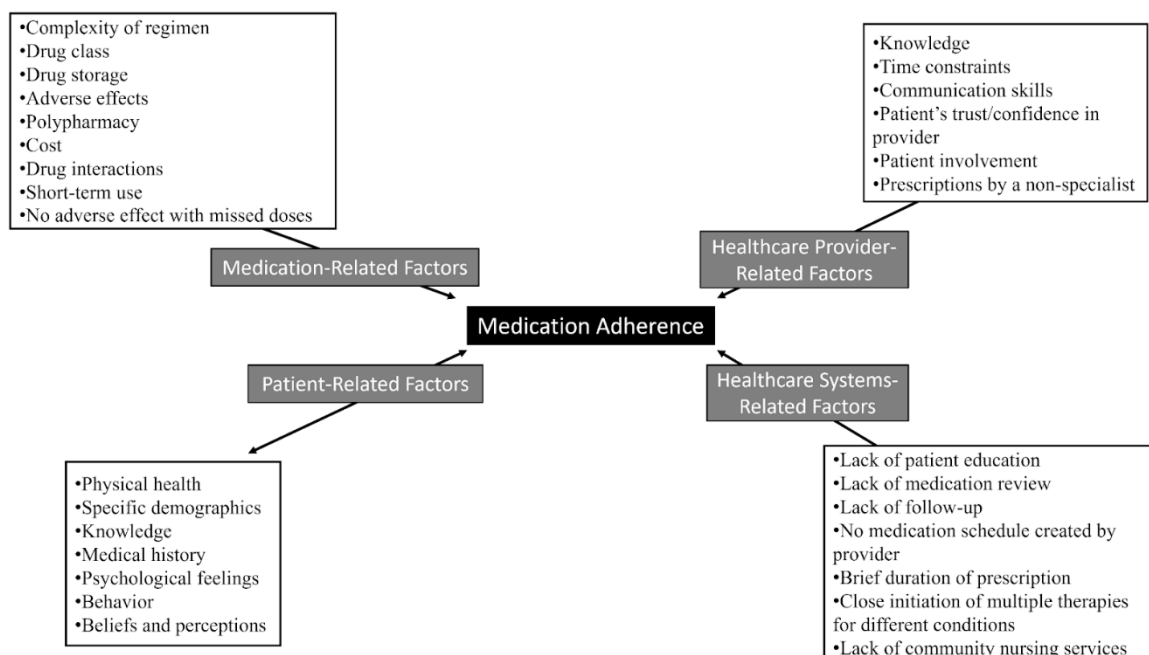 •Complexity of regimen
•Drug class
•Drug storage
•Adverse effects
•Polypharmacy
•Cost
•Drug interactions
•Short-term use
•No adverse effect with missed doses
•Knowledge
•Time constraints
•Communication skills
•Patient's trust/confidence in
provider
•Patient involvement
•Prescriptions by a non-specialist
Medication-Related Factors
Healthcare Provider-
Related Factors
Medication Adherence
Patient-Related Factors
Healthcare Systems-
Related Factors
•Physical health
•Specific demographics
•Knowledge
•Medical history
•Psychological feelings
•Behavior
•Beliefs and perceptions
•Lack of patient education
•Lack of medication review
•Lack of follow-up
•No medication schedule created by
provider
•Brief duration of prescription
•Close initiation of multiple therapies
for different conditions
•Lack of community nursing services